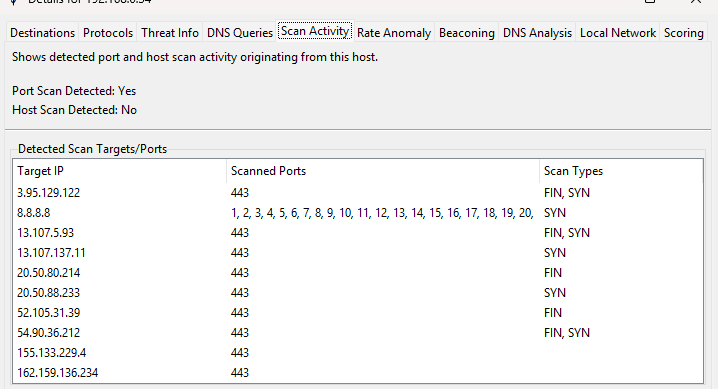 Details for 192.168.0.54
Destinations Protocols Threat Info DNS Queries Scan Activity Rate Anomaly Beaconing DNS Analysis Local Network Scoring
Shows detected port and host scan activity originating from this host.
Port Scan Detected: Yes
Host Scan Detected: No
Detected Scan Targets/Ports
Target IP Scanned Ports Scan Types
3.95.129.122 443 FIN, SYN
8.8.8.8 1, 2, 3, 4, 5, 6, 7, 8, 9, 10, 11, 12, 13, 14, 15, 16, 17, 18, 19, 20, SYN
13.107.5.93 443 FIN, SYN
13.107.137.11 443 SYN
20.50.80.214 443 FIN
20.50.88.233 443 SYN
52.105.31.39 443 FIN
54.90.36.212 443 FIN, SYN
155.133.229.4 443
162.159.136.234 443